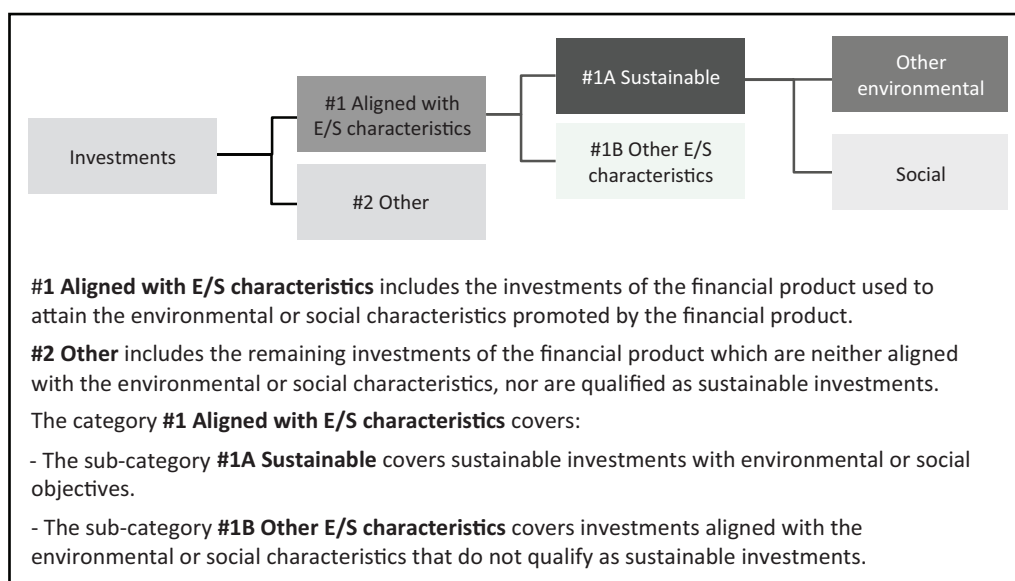 Investments
#1 Aligned with
E/S characteristics
#2 Other
#1A Sustainable
#1B Other E/S
characteristics
Other
environmental
Social
#1 Aligned with E/S characteristics includes the investments of the financial product used to
attain the environmental or social characteristics promoted by the financial product.
#2 Other includes the remaining investments of the financial product which are neither aligned
with the environmental or social characteristics, nor are qualified as sustainable investments.
The category #1 Aligned with E/S characteristics covers:
- The sub-category #1A Sustainable covers sustainable investments with environmental or social
objectives.
- The sub-category #1B Other E/S characteristics covers investments aligned with the
environmental or social characteristics that do not qualify as sustainable investments.